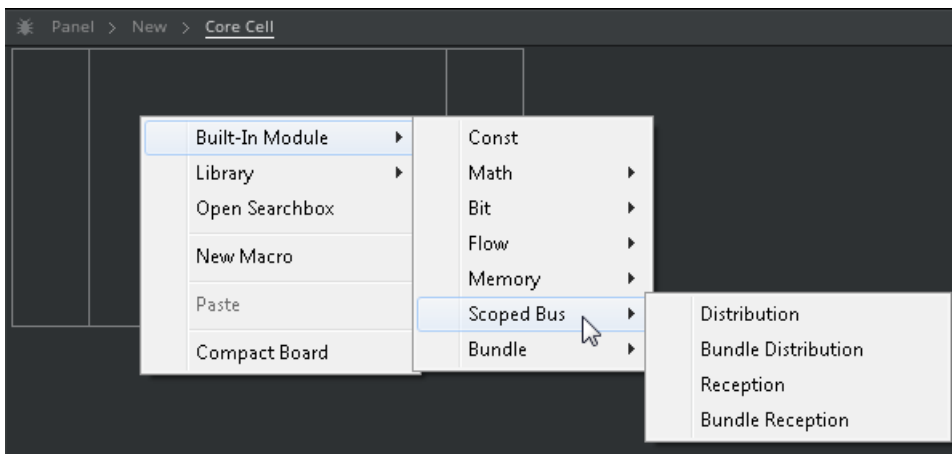 Panel > New > Core Cell
Built-In Module
Library
Open Searchbox
New Macro
Paste
Compact Board
Const
Math
Bit
Flow
Memory
Scoped Bus
Bundle
Distribution
Bundle Distribution
Reception
Bundle Reception